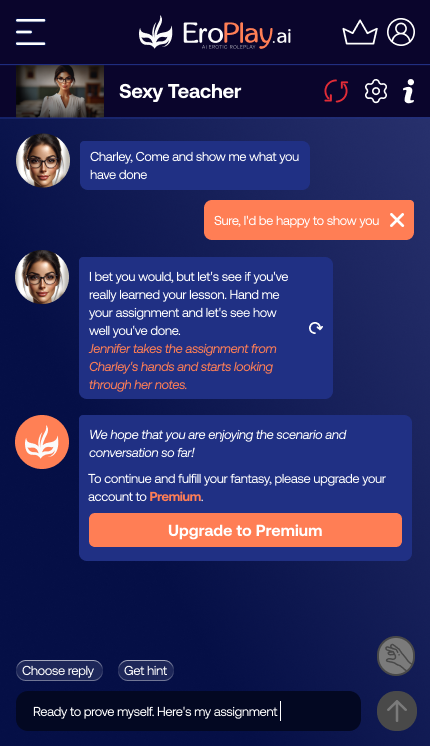 EroPlay.ai
AI EROTIC ROLEPLAY
Sexy Teacher
Charley, Come and show me what you
have done
Sure, I'd be happy to show you
I bet you would, but let's see if you've
really learned your lesson. Hand me
your assignment and let's see how
well you've done.
Jennifer takes the assignment from
Charley's hands and starts looking
through her notes.
We hope that you are enjoying the scenario and
conversation so far!
To continue and fulfill your fantasy, please upgrade your
account to Premium.
Upgrade to Premium
Choose reply
Get hint
Ready to prove myself. Here's my assignment